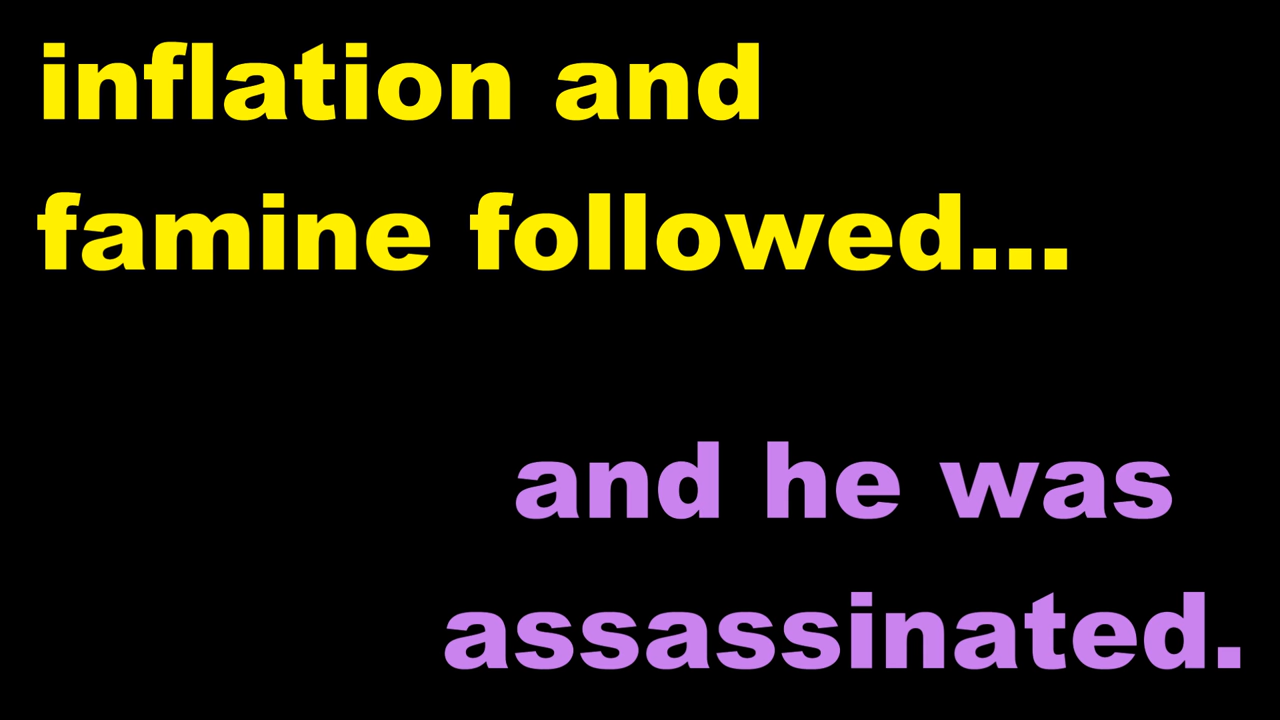 inflation and
famine followed...
and he was
assassinated.